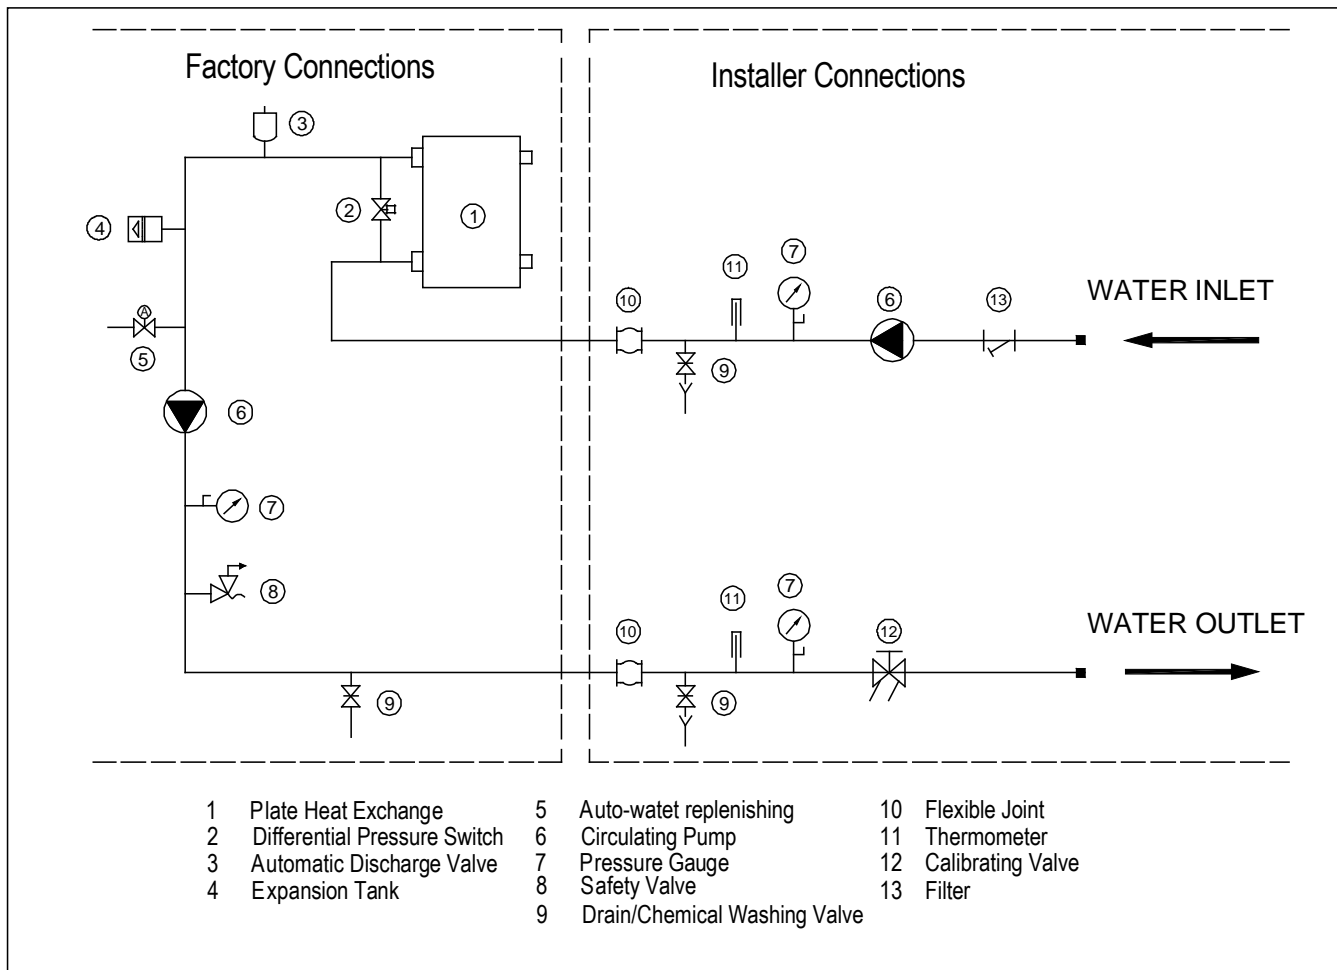 Factory Connections
Installer Connections
3
4
2
1
A
5
6
7
8
9
10
11
7
6
13
WATER INLET
9
10
11
7
12
WATER OUTLET
9
1 Plate Heat Exchange
2 Differential Pressure Switch
3 Automatic Discharge Valve
4 Expansion Tank
5 Auto-watet replenishing
6 Circulating Pump
7 Pressure Gauge
8 Safety Valve
9 Drain/Chemical Washing Valve
10 Flexible Joint
11 Thermometer
12 Calibrating Valve
13 Filter